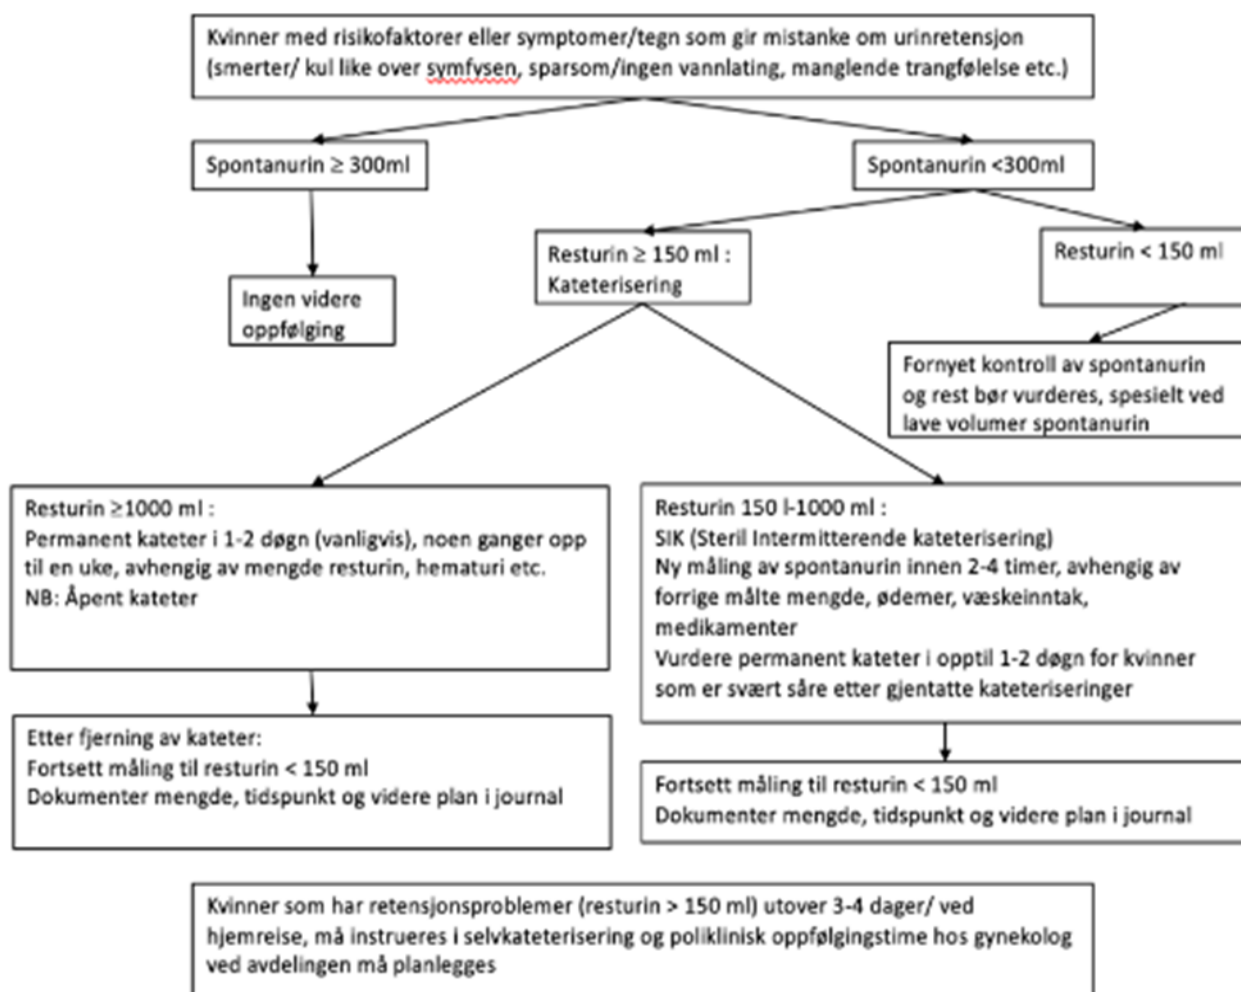 Kvinner med risikofaktorer eller symptomer/tegn som gir mistanke om urinretensjon
(smerter/ kul like over symfysen, sparsom/ingen vannlating, manglende trangfølelse etc.)
Spontanurin ≥ 300ml
Spontanurin <300ml
Resturin ≥ 150 ml :
Kateterisering
Resturin < 150 ml
Ingen videre
oppfølging
Fornyet kontroll av spontanurin
og rest bør vurderes, spesielt ved
lave volumer spontanurin
Resturin ≥1000 ml :
Permanent kateter i 1-2 døgn (vanligvis), noen ganger opp
til en uke, avhengig av mengde resturin, hematuri etc.
NB: Åpent kateter
Resturin 150 l-1000 ml :
SIK (Steril Intermitterende kateterisering)
Ny måling av spontanurin innen 2-4 timer, avhengig av
forrige målte mengde, ødemer, væskeinntak,
medikamenter
Vurdere permanent kateter i opptil 1-2 døgn for kvinner
som er svært såre etter gjentatte kateteriseringer
Etter fjerning av kateter:
Fortsett måling til resturin < 150 ml
Dokumenter mengde, tidspunkt og videre plan i journal
Fortsett måling til resturin < 150 ml
Dokumenter mengde, tidspunkt og videre plan i journal
Kvinner som har retensjonsproblemer (resturin > 150 ml) utover 3-4 dager/ ved
hjemreise, må instrueres i selvkateterisering og poliklinisk oppfølgingstime hos gynekolog
ved avdelingen må planlegges